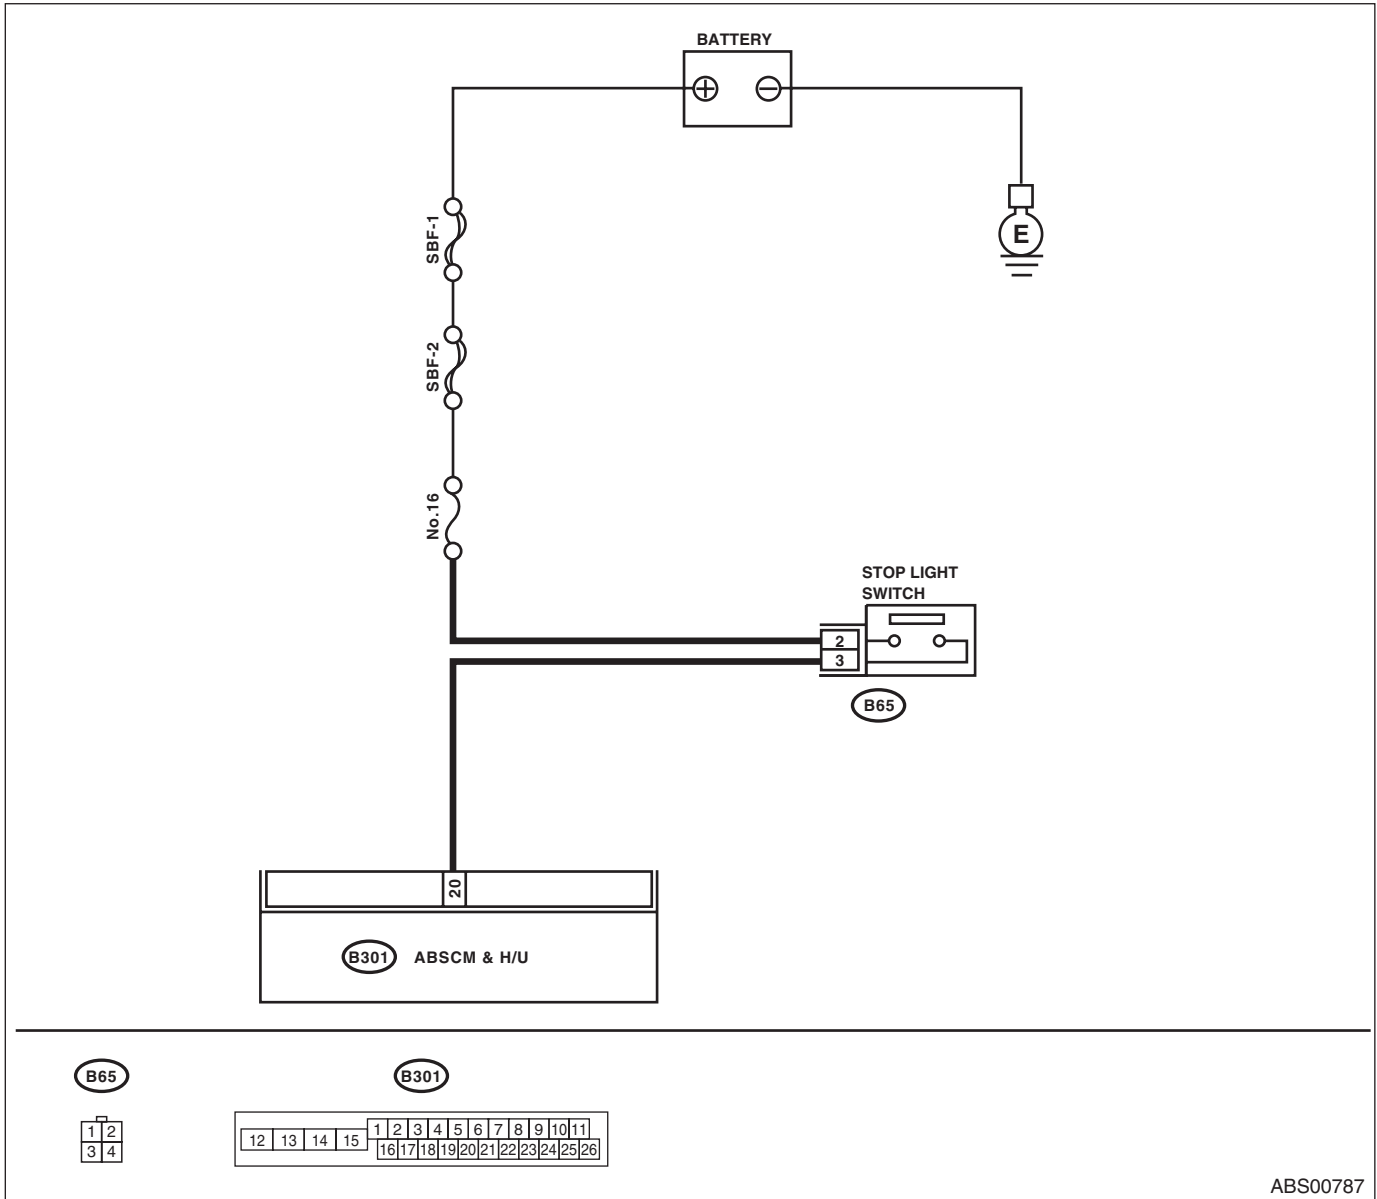 BATTERY
SBF-1
E
SBF-2
No.16
STOP LIGHT
SWITCH
2
3
B65
20
B301 ABSCM & H/U
B65 B301
1 2
3 4
12 13 14 15 1 2 3 4 5 6 7 8 9 10 11
16 17 18 19 20 21 22 23 24 25 26
ABS00787